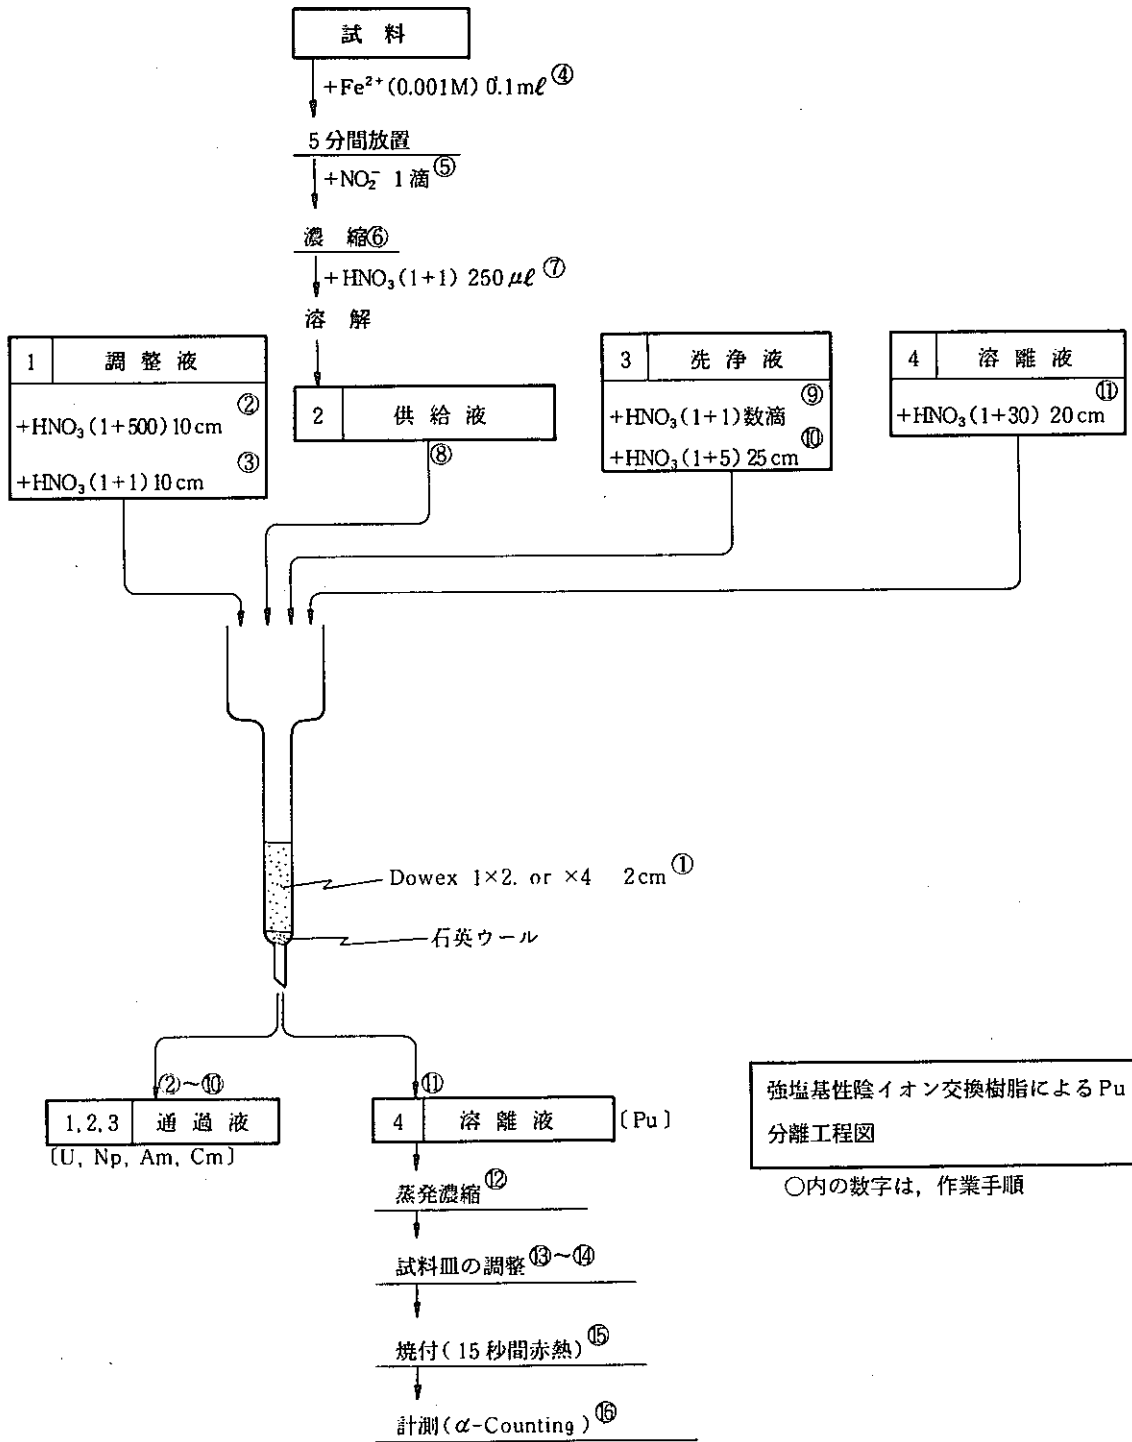 試料
+Fe²⁺(0.001M) 0.1mℓ ④
5分間放置
+NO₂⁻ 1滴 ⑤
濃縮⑥
+HNO₃(1+1) 250μℓ ⑦
溶解
1 調整液
②
+HNO₃(1+500)10cm
③
+HNO₃(1+1)10cm
2 供給液
⑧
3 洗浄液
⑨
+HNO₃(1+1)数滴
⑩
+HNO₃(1+5)25cm
4 溶離液
⑪
+HNO₃(1+30) 20cm
Dowex 1×2. or ×4 2cm ①
石英ウール
②～⑩
1,2,3 通過液
〔U, Np, Am, Cm〕
⑪
4 溶離液 〔Pu〕
蒸発濃縮⑫
試料皿の調整⑬～⑭
焼付(15秒間赤熱)⑮
計測(α-Counting)⑯
強塩基性陰イオン交換樹脂によるPu
分離工程図
○内の数字は，作業手順